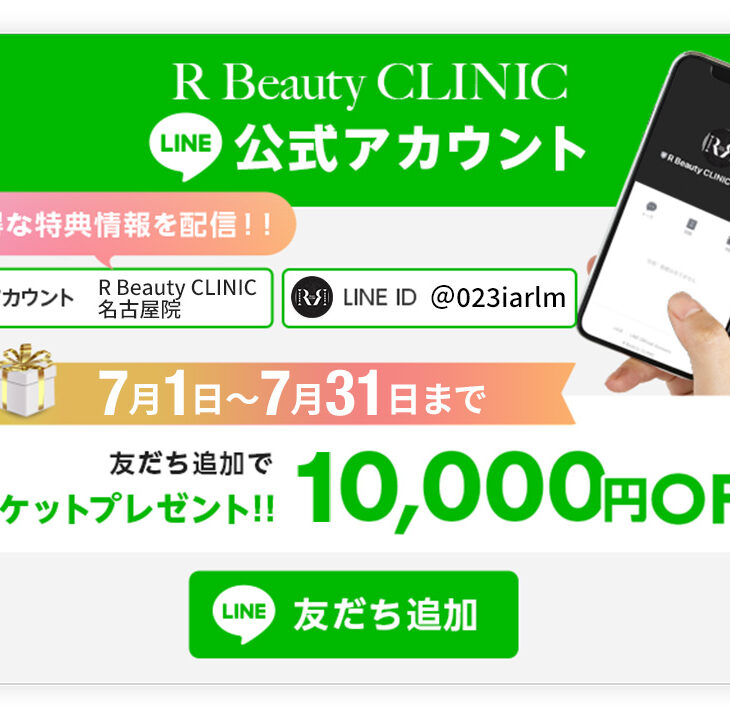 R Beauty CLINIC
LINE 公式アカウント
な特典情報を配信!!
カウント R Beauty CLINIC
名古屋院
LINE ID @023iarlm
R Beauty CLINIC
7月1日～7月31日まで
友だち追加で
ケットプレゼント!! 10,000円OF
LINE 友だち追加